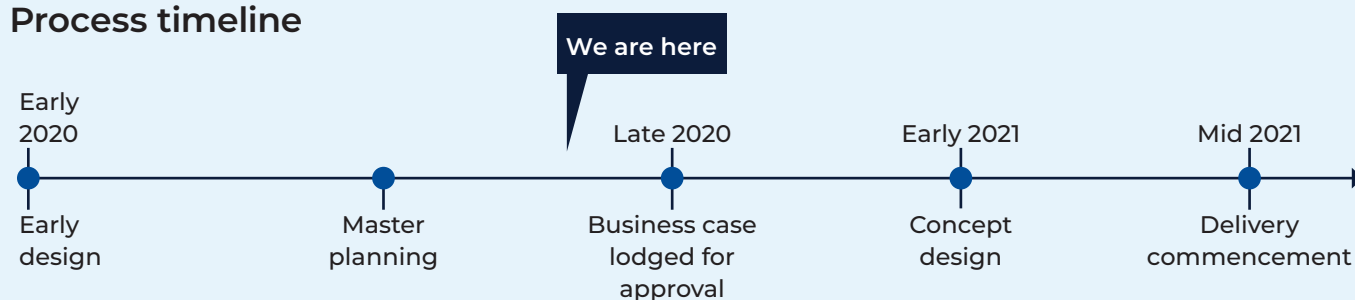 Process timeline
We are here
Early
2020
Late 2020
Early 2021
Mid 2021
Early
design
Master
planning
Business case
lodged for
approval
Concept
design
Delivery
commencement